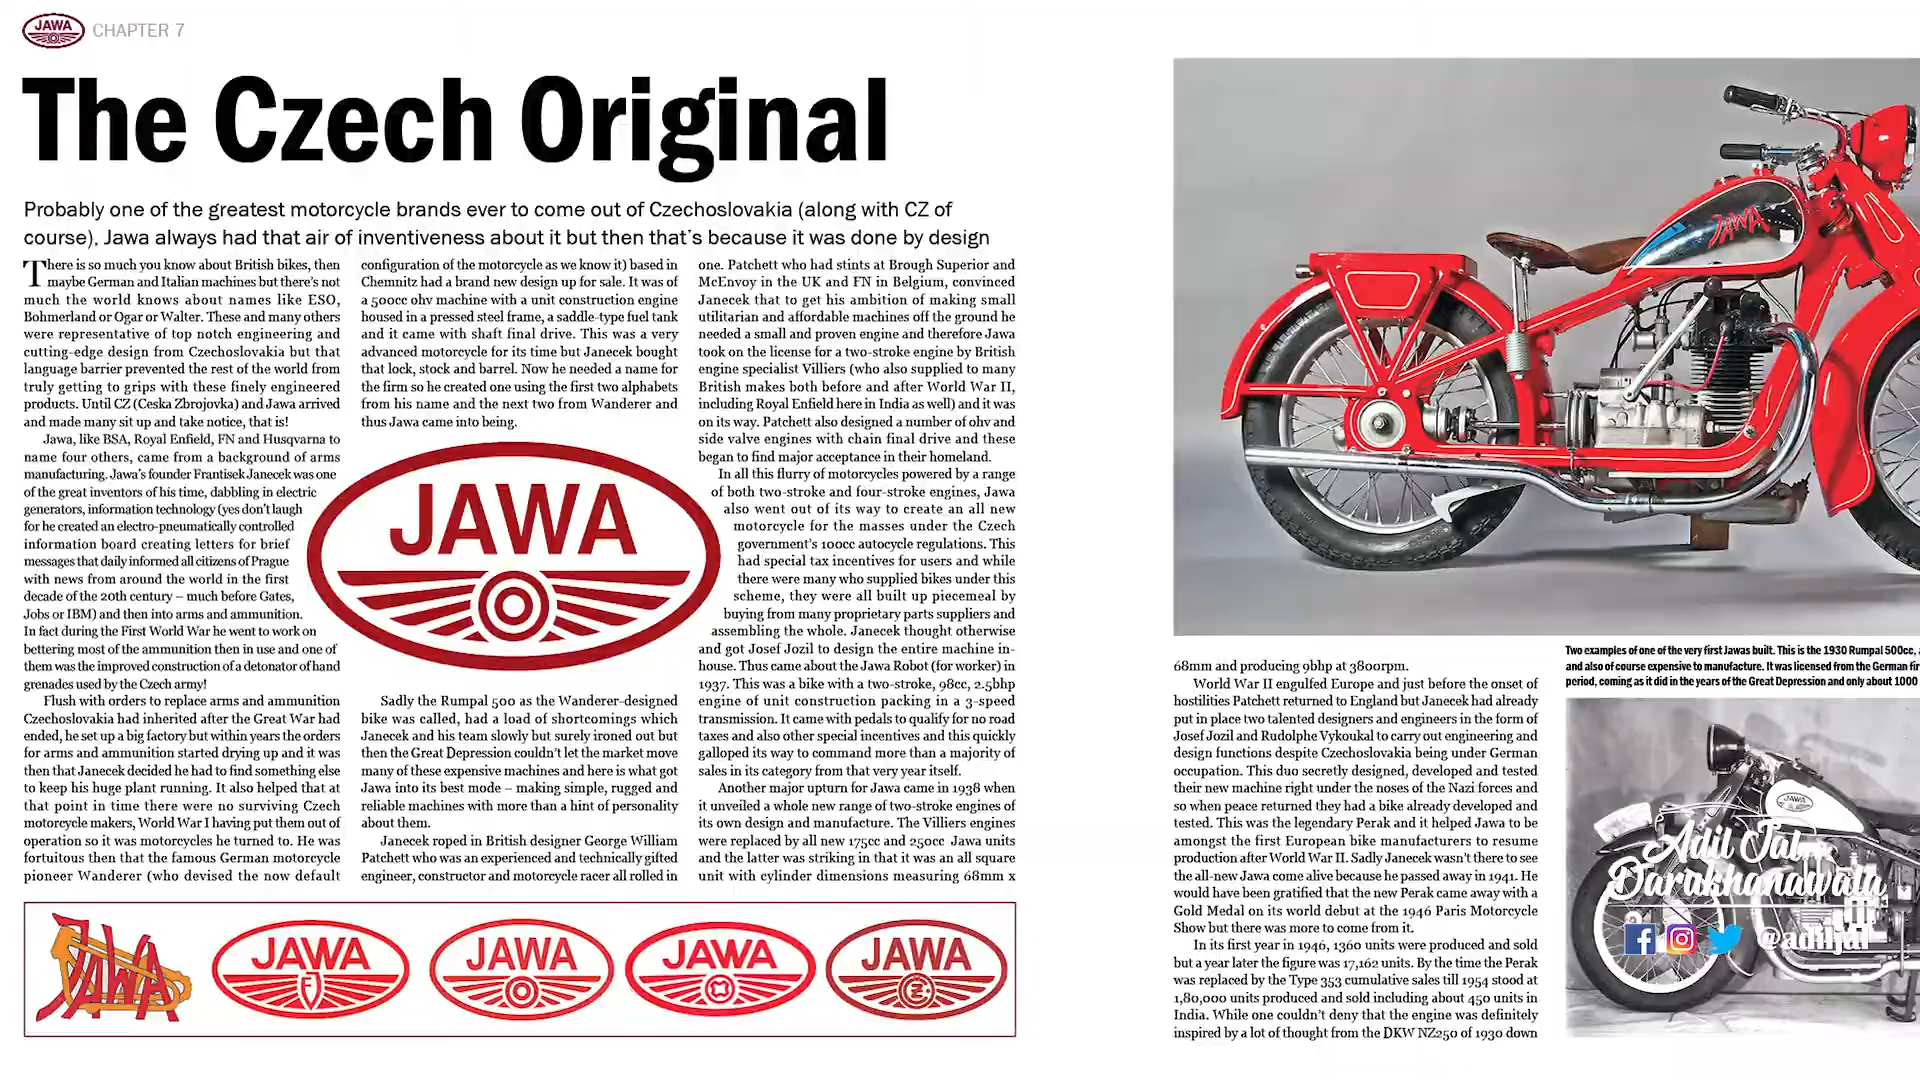 JAWA
CHAPTER 7
The Czech Original
Probably one of the greatest motorcycle brands ever to come out of Czechoslovakia (along with CZ of
course), Jawa always had that air of inventiveness about it but then that's because it was done by design
There is so much you know about British bikes, then
maybe German and Italian machines but there's not
much the world knows about names like ESO,
Bohmerland or Ogar or Walter. These and many others
were representative of top notch engineering and
cutting-edge design from Czechoslovakia but that
language barrier prevented the rest of the world from
truly getting to grips with these finely engineered
products. Until CZ (Ceska Zbrojovka) and Jawa arrived
and made many sit up and take notice, that is!
Jawa, like BSA, Royal Enfield, FN and Husqvarna to
name four others, came from a background of arms
manufacturing. Jawa's founder Frantisek Janecek was one
of the great inventors of his time, dabbling in electric
generators, information technology (yes don't laugh
for he created an electro-pneumatically controlled
information board creating letters for brief
messages that daily informed all citizens of Prague
with news from around the world in the first
decade of the 20th century – much before Gates,
Jobs or IBM) and then into arms and ammunition.
In fact during the First World War he went to work on
bettering most of the ammunition then in use and one of
them was the improved construction of a detonator of hand
grenades used by the Czech army!
Flush with orders to replace arms and ammunition
Czechoslovakia had inherited after the Great War had
ended, he set up a big factory but within years the orders
for arms and ammunition started drying up and it was
then that Janecek decided he had to find something else
to keep his huge plant running. It also helped that at
that point in time there were no surviving Czech
motorcycle makers, World War I having put them out of
operation so it was motorcycles he turned to. He was
fortuitous then that the famous German motorcycle
pioneer Wanderer (who devised the now default
configuration of the motorcycle as we know it) based in
Chemnitz had a brand new design up for sale. It was of
a 500cc ohv machine with a unit construction engine
housed in a pressed steel frame, a saddle-type fuel tank
and it came with shaft final drive. This was a very
advanced motorcycle for its time but Janecek bought
that lock, stock and barrel. Now he needed a name for
the firm so he created one using the first two alphabets
from his name and the next two from Wanderer and
thus Jawa came into being.
JAWA
Sadly the Rumpal 500 as the Wanderer-designed
bike was called, had a load of shortcomings which
Janecek and his team slowly but surely ironed out but
then the Great Depression couldn't let the market move
many of these expensive machines and here is what got
Jawa into its best mode – making simple, rugged and
reliable machines with more than a hint of personality
about them.
Janecek roped in British designer George William
Patchett who was an experienced and technically gifted
engineer, constructor and motorcycle racer all rolled in
one. Patchett who had stints at Brough Superior and
McEnvoy in the UK and FN in Belgium, convinced
Janecek that to get his ambition of making small
utilitarian and affordable machines off the ground he
needed a small and proven engine and therefore Jawa
took on the license for a two-stroke engine by British
engine specialist Villiers (who also supplied to many
British makes both before and after World War II,
including Royal Enfield here in India as well) and it was
on its way. Patchett also designed a number of ohv and
side valve engines with chain final drive and these
began to find major acceptance in their homeland.
In all this flurry of motorcycles powered by a range
of both two-stroke and four-stroke engines, Jawa
also went out of its way to create an all new
motorcycle for the masses under the Czech
government's 100cc autocycle regulations. This
had special tax incentives for users and while
there were many who supplied bikes under this
scheme, they were all built up piecemeal by
buying from many proprietary parts suppliers and
assembling the whole. Janecek thought otherwise
and got Josef Jozil to design the entire machine in-
house. Thus came about the Jawa Robot (for worker) in
1937. This was a bike with a two-stroke, 98cc, 2.5bhp
engine of unit construction packing in a 3-speed
transmission. It came with pedals to qualify for no road
taxes and also other special incentives and this quickly
galloped its way to command more than a majority of
sales in its category from that very year itself.
Another major upturn for Jawa came in 1938 when
it unveiled a whole new range of two-stroke engines of
its own design and manufacture. The Villiers engines
were replaced by all new 175cc and 250cc Jawa units
and the latter was striking in that it was an all square
unit with cylinder dimensions measuring 68mm x
JAWA
JAWA
JAWA
JAWA
JAWA
JAWA
Two examples of one of the very first Jawas built. This is the 1930 Rumpal 500cc,
and also of course expensive to manufacture. It was licensed from the German
period, coming as it did in the years of the Great Depression and only about 1000
68mm and producing 9bhp at 3800rpm.
World War II engulfed Europe and just before the onset of
hostilities Patchett returned to England but Janecek had already
put in place two talented designers and engineers in the form of
Josef Jozil and Rudolphe Vykoukal to carry out engineering and
design functions despite Czechoslovakia being under German
occupation. This duo secretly designed, developed and tested
their new machine right under the noses of the Nazi forces and
so when peace returned they had a bike already developed and
tested. This was the legendary Perak and it helped Jawa to be
amongst the first European bike manufacturers to resume
production after World War II. Sadly Janecek wasn't there to see
the all-new Jawa come alive because he passed away in 1941. He
would have been gratified that the new Perak came away with a
Gold Medal on its world debut at the 1946 Paris Motorcycle
Show but there was more to come from it.
In its first year in 1946, 1360 units were produced and sold
but a year later the figure was 17,162 units. By the time the Perak
was replaced by the Type 353 cumulative sales till 1954 stood at
1,80,000 units produced and sold including about 450 units in
India. While one couldn't deny that the engine was definitely
inspired by a lot of thought from the DKW NZ250 of 1930 down
JAWA
Adil Jal
Darukhanawala
@adiljal